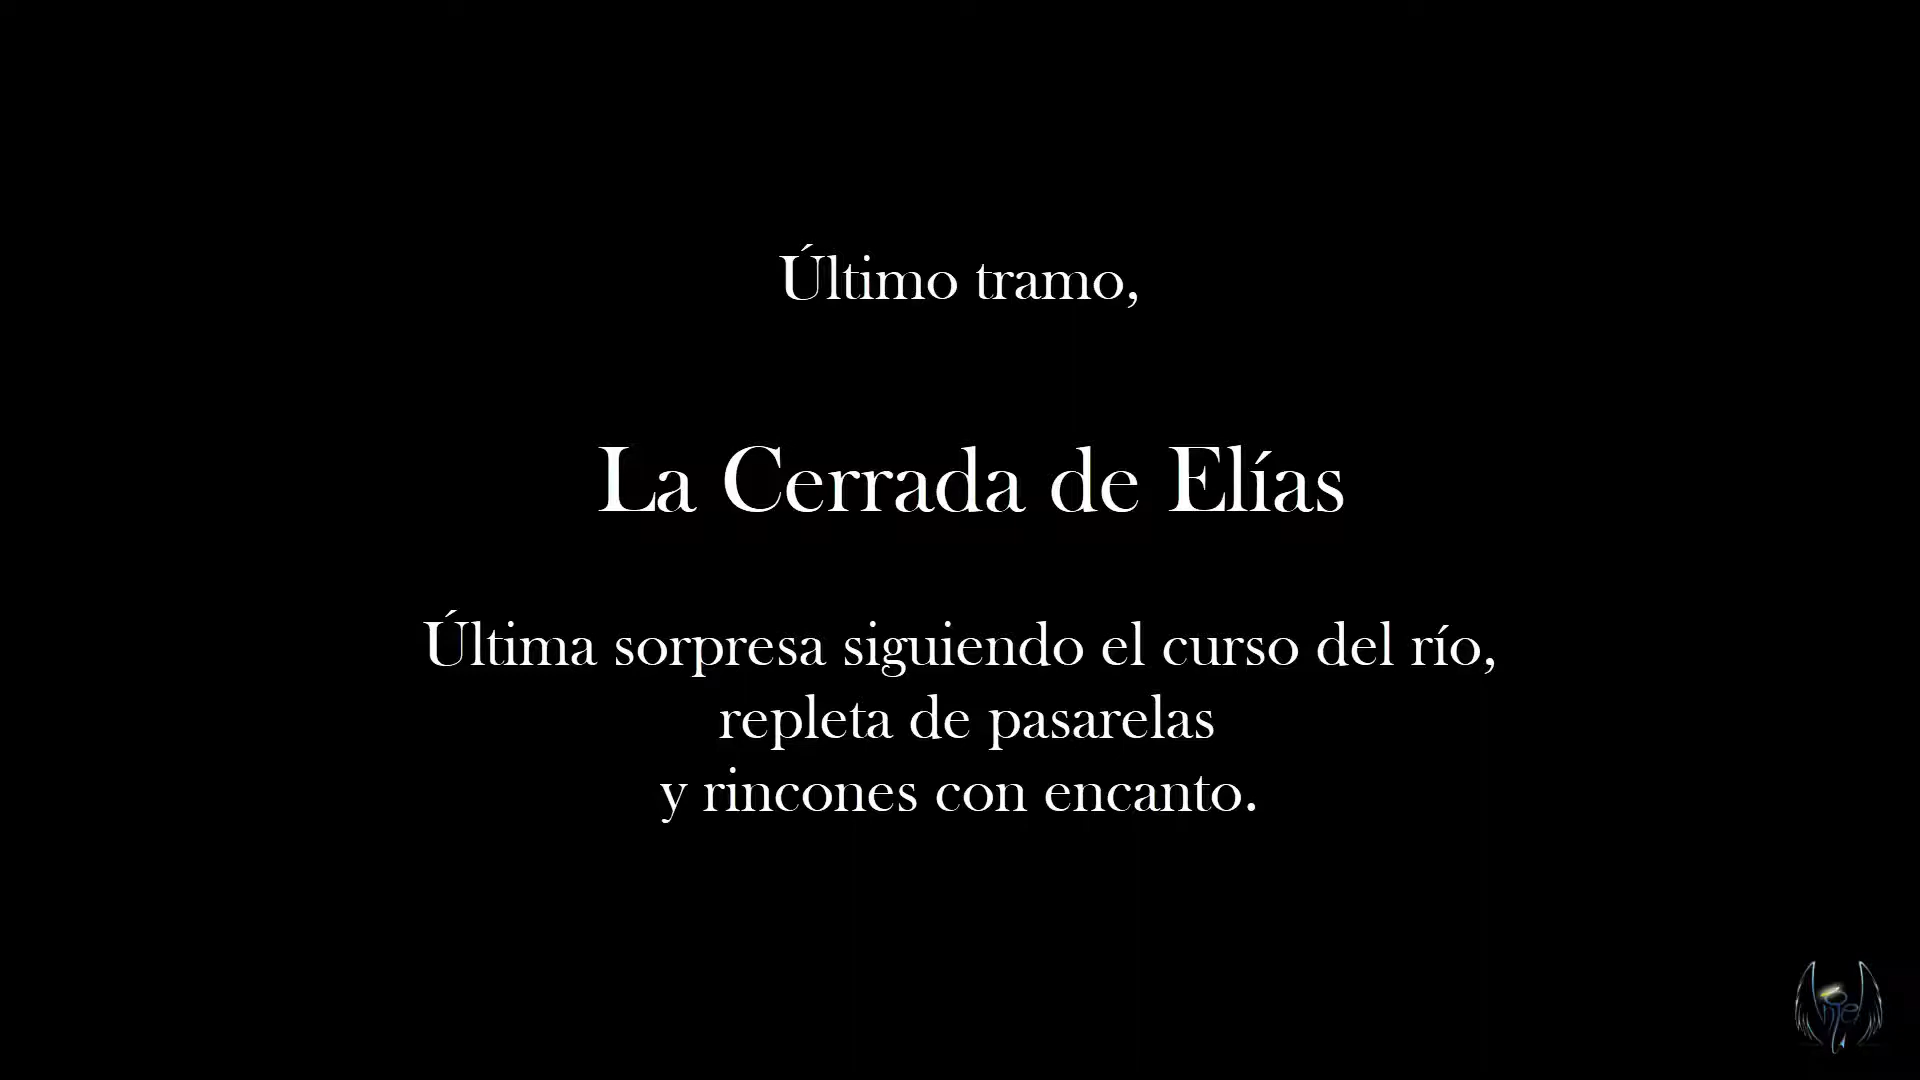 Último tramo,
La Cerrada de Elías
Última sorpresa siguiendo el curso del río,
repleta de pasarelas
y rincones con encanto.